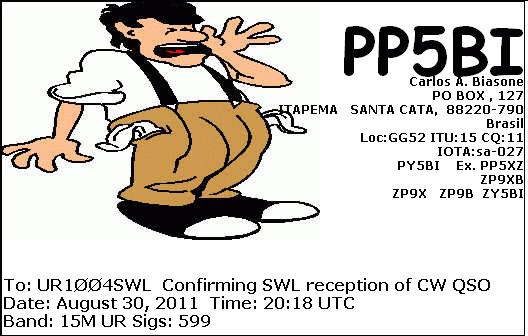 PP5BI
Carlos A. Biasone
PO BOX , 127
ITAPEMA SANTA CATA, 88220-790
Brasil
Loc:GG52 ITU:15 CQ:11
IOTA:sa-027
PY5BI Ex. PP5XZ
ZP9XB
ZP9X ZP9B ZY5BI
To: UR1ØØ4SWL Confirming SWL reception of CW QSO
Date: August 30, 2011 Time: 20:18 UTC
Band: 15M UR Sigs: 599